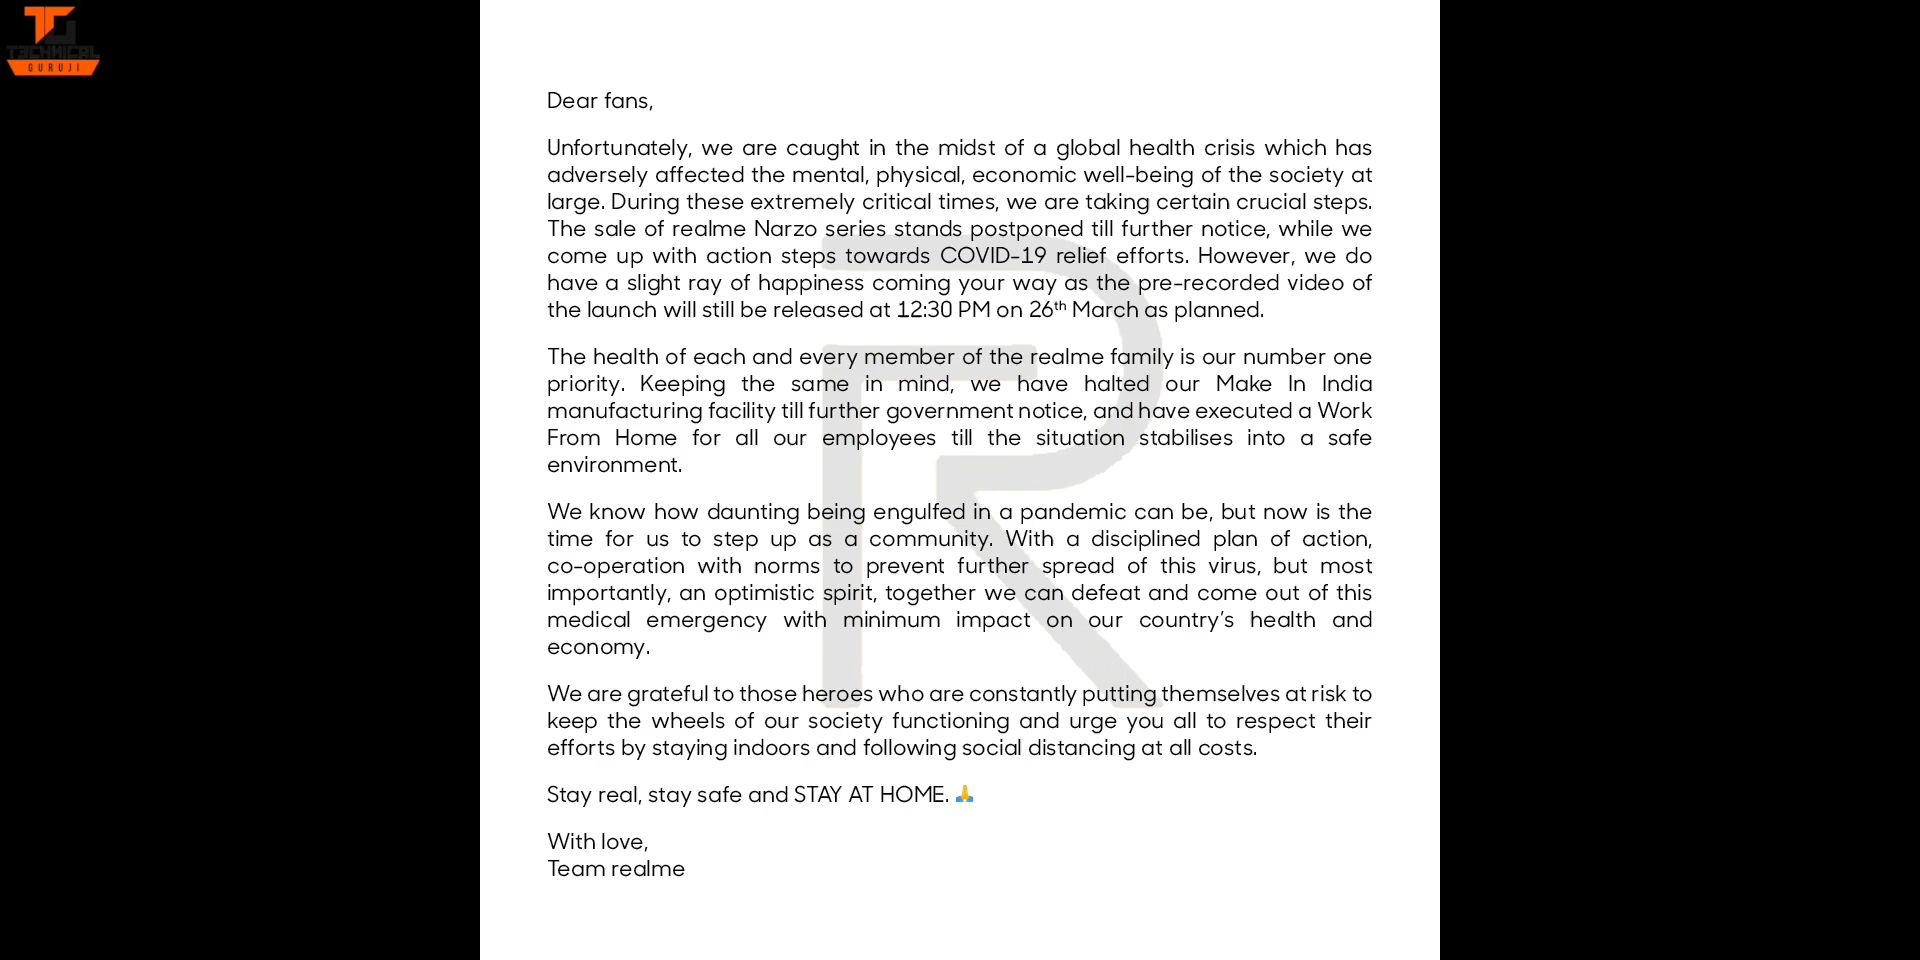 TG
TECHNICAL
GURUJI
Dear fans,
Unfortunately, we are caught in the midst of a global health crisis which has
adversely affected the mental, physical, economic well-being of the society at
large. During these extremely critical times, we are taking certain crucial steps.
The sale of realme Narzo series stands postponed till further notice, while we
come up with action steps towards COVID-19 relief efforts. However, we do
have a slight ray of happiness coming your way as the pre-recorded video of
the launch will still be released at 12:30 PM on 26th March as planned.
The health of each and every member of the realme family is our number one
priority. Keeping the same in mind, we have halted our Make In India
manufacturing facility till further government notice, and have executed a Work
From Home for all our employees till the situation stabilises into a safe
environment.
We know how daunting being engulfed in a pandemic can be, but now is the
time for us to step up as a community. With a disciplined plan of action,
co-operation with norms to prevent further spread of this virus, but most
importantly, an optimistic spirit, together we can defeat and come out of this
medical emergency with minimum impact on our country's health and
economy.
We are grateful to those heroes who are constantly putting themselves at risk to
keep the wheels of our society functioning and urge you all to respect their
efforts by staying indoors and following social distancing at all costs.
Stay real, stay safe and STAY AT HOME. 🙏
With love,
Team realme